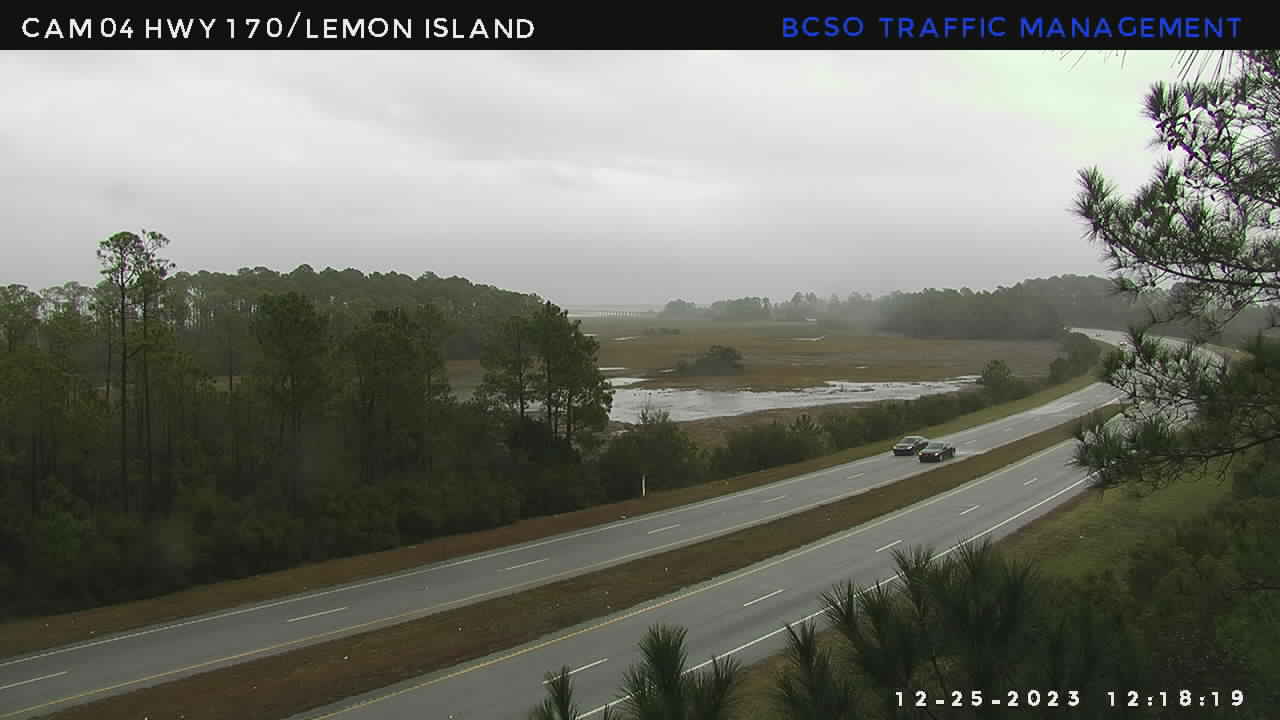 CAM04 HWY 170/LEMON ISLAND
BCSO TRAFFIC MANAGEMENT
12-25-2023 12:18:19